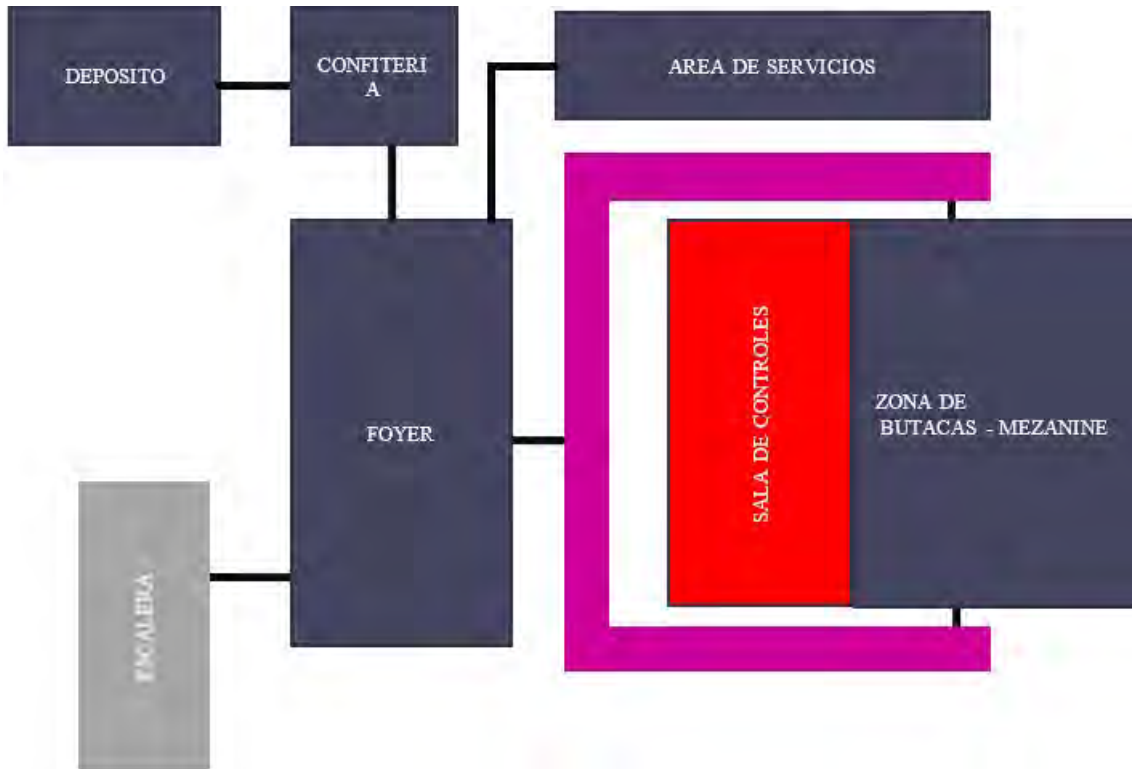 DEPOSITO
CONFITERI
A
AREA DE SERVICIOS
FOYER
SALA DE CONTROLES
ZONA DE
BUTACAS - MEZANINE
ESCALERA